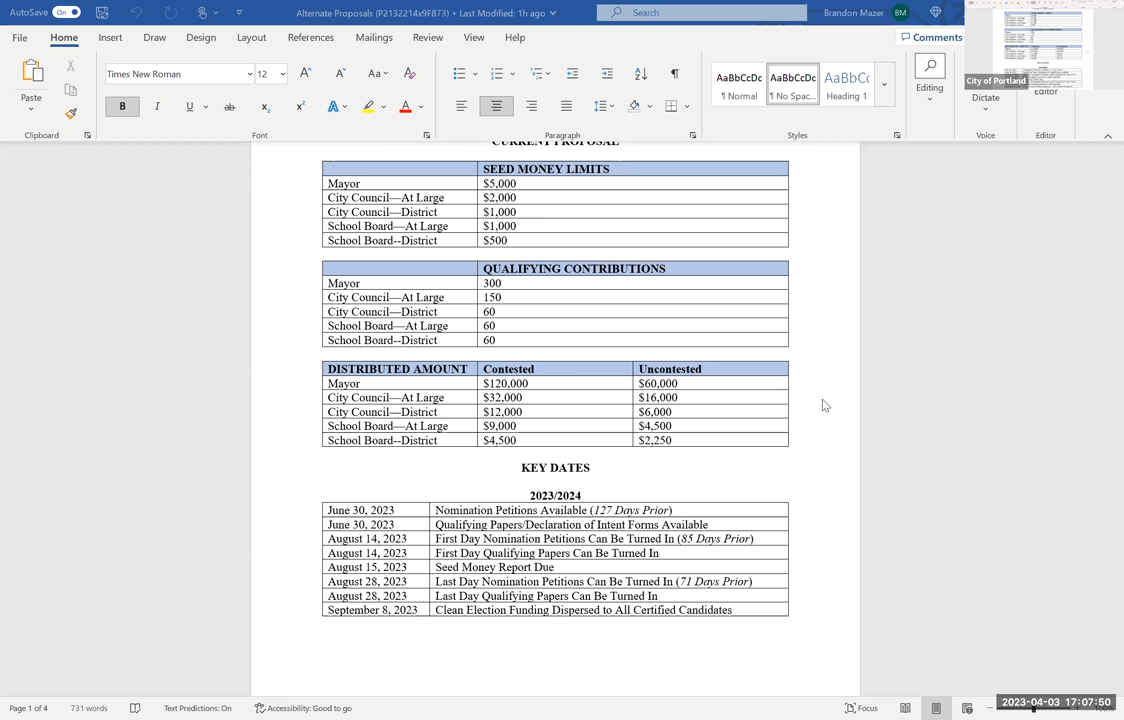 AutoSave On Alternate Proposals (P2132214x9F873) • Last Modified: 1h ago Search Brandon Mazer BM
File Home Insert Draw Design Layout References Mailings Review View Help Comments
City of Portland
Paste Times New Roman 12 Aa B I U ab x₂ x² A A AaBbCcDc AaBbCcDc AaBbCc Editing Dictate Editor
¶ Normal ¶ No Spac... Heading 1
Clipboard Font Paragraph Styles Voice Editor
CURRENT PROPOSAL
SEED MONEY LIMITS
Mayor $5,000
City Council—At Large $2,000
City Council—District $1,000
School Board—At Large $1,000
School Board--District $500
QUALIFYING CONTRIBUTIONS
Mayor 300
City Council—At Large 150
City Council—District 60
School Board—At Large 60
School Board--District 60
DISTRIBUTED AMOUNT Contested Uncontested
Mayor $120,000 $60,000
City Council—At Large $32,000 $16,000
City Council—District $12,000 $6,000
School Board—At Large $9,000 $4,500
School Board--District $4,500 $2,250
KEY DATES
2023/2024
June 30, 2023 Nomination Petitions Available (127 Days Prior)
June 30, 2023 Qualifying Papers/Declaration of Intent Forms Available
August 14, 2023 First Day Nomination Petitions Can Be Turned In (85 Days Prior)
August 14, 2023 First Day Qualifying Papers Can Be Turned In
August 15, 2023 Seed Money Report Due
August 28, 2023 Last Day Nomination Petitions Can Be Turned In (71 Days Prior)
August 28, 2023 Last Day Qualifying Papers Can Be Turned In
September 8, 2023 Clean Election Funding Dispersed to All Certified Candidates
Page 1 of 4 731 words Text Predictions: On Accessibility: Good to go Focus
2023-04-03 17:07:50